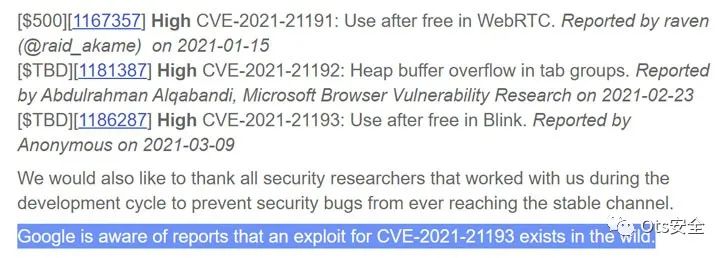 [$500][1167357] High CVE-2021-21191: Use after free in WebRTC. Reported by raven
(@raid_akame) on 2021-01-15
[$TBD][1181387] High CVE-2021-21192: Heap buffer overflow in tab groups. Reported
by Abdulrahman Alqabandi, Microsoft Browser Vulnerability Research on 2021-02-23
[$TBD][1186287] High CVE-2021-21193: Use after free in Blink. Reported by
Anonymous on 2021-03-09
We would also like to thank all security researchers that worked with us during the
development cycle to prevent security bugs from ever reaching the stable channel.
Google is aware of reports that an exploit for CVE-2021-21193 exists in the wild.
Ots安全